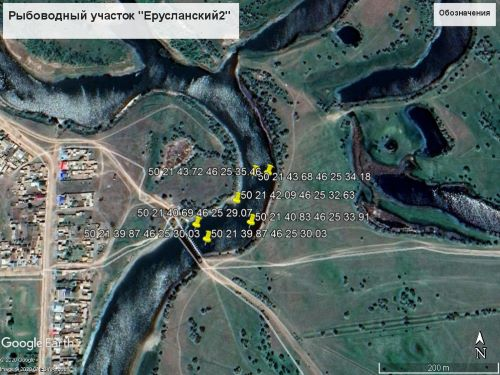 Рыбоводный участок "Ерусланский2"
Обозначения
50 21 43 72 46 25 35.46
50 21 43 68 46 25 34 18
50 21 42 09 46 25 32 63
50 21 40 69 46 25 29 07
50 21 40 83 46 25 33 91
50 21 39 87 46 25 30 03
50 21 39 87 46 25 30 03
Google Earth
N
200 m